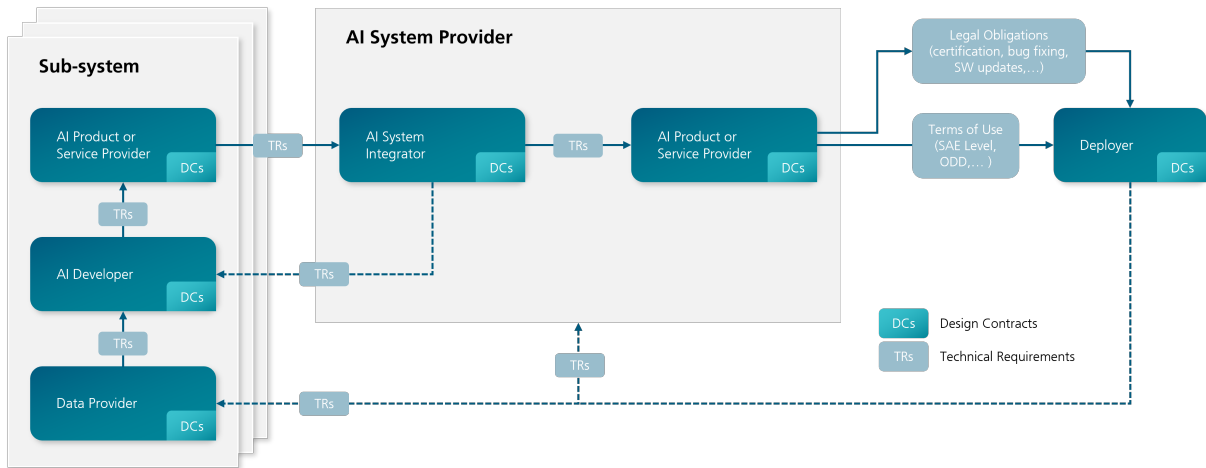 Sub-system
AI Product or
Service Provider
DCs
TRs
AI Developer
DCs
TRs
Data Provider
DCs
TRs
AI System Provider
AI System
Integrator
DCs
TRs
AI Product or
Service Provider
DCs
TRs
TRs
TRs
Legal Obligations
(certification, bug fixing,
SW updates,...)
Terms of Use
(SAE Level,
ODD,... )
Deployer
DCs
DCs
Design Contracts
TRs
Technical Requirements